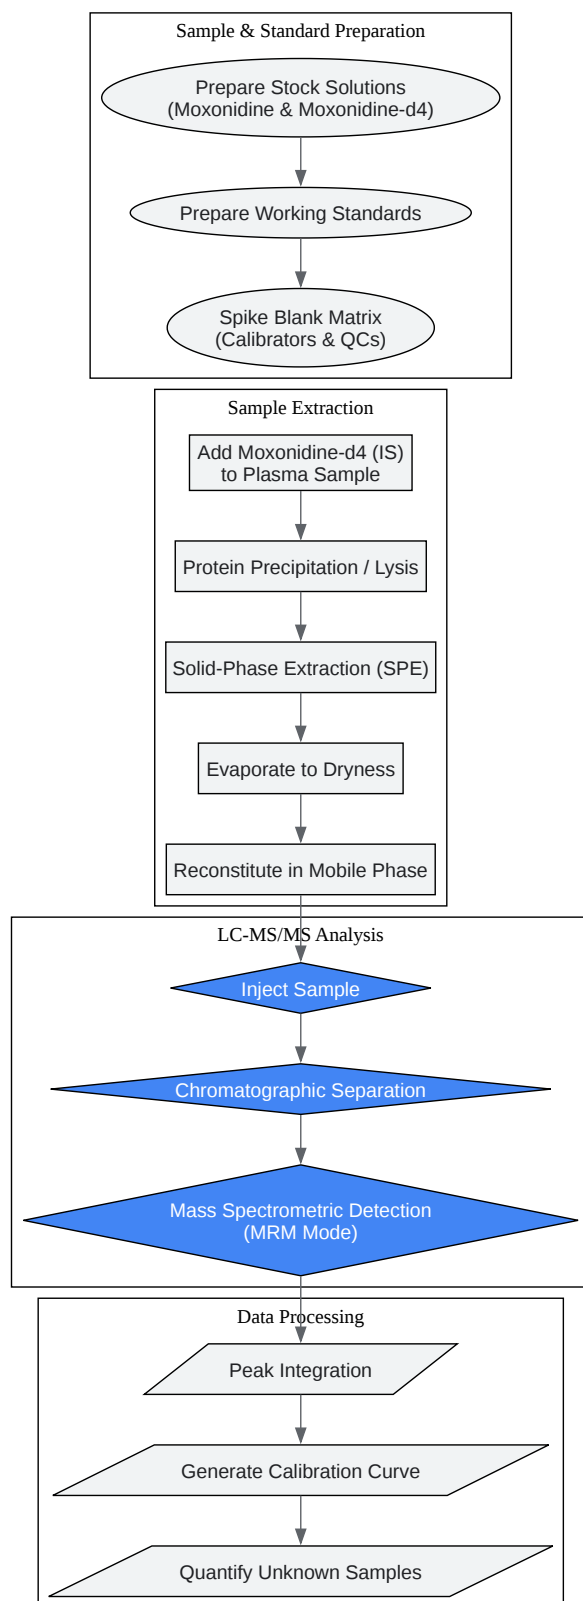 Sample & Standard Preparation
Prepare Stock Solutions
(Moxonidine & Moxonidine-d4)
Prepare Working Standards
Spike Blank Matrix
(Calibrators & QCs)
Sample Extraction
Add Moxonidine-d4 (IS)
to Plasma Sample
Protein Precipitation / Lysis
Solid-Phase Extraction (SPE)
Evaporate to Dryness
Reconstitute in Mobile Phase
LC-MS/MS Analysis
Inject Sample
Chromatographic Separation
Mass Spectrometric Detection
(MRM Mode)
Data Processing
Peak Integration
Generate Calibration Curve
Quantify Unknown Samples